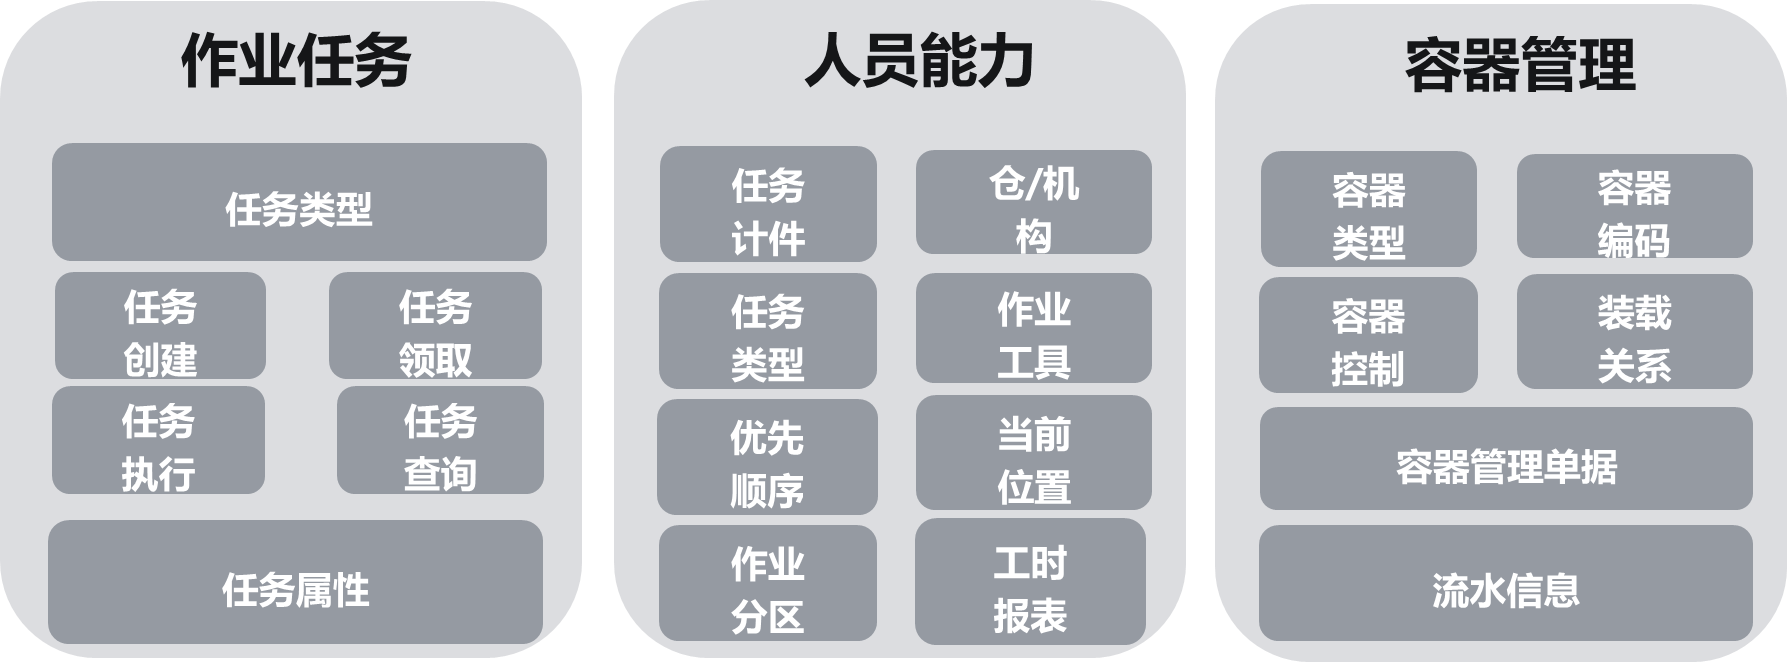 作业任务
任务类型
任务
创建
任务
领取
任务
执行
任务
查询
任务属性
人员能力
任务
计件
仓/机
构
任务
类型
作业
工具
优先
顺序
当前
位置
作业
分区
工时
报表
容器管理
容器
类型
容器
编码
容器
控制
装载
关系
容器管理单据
流水信息